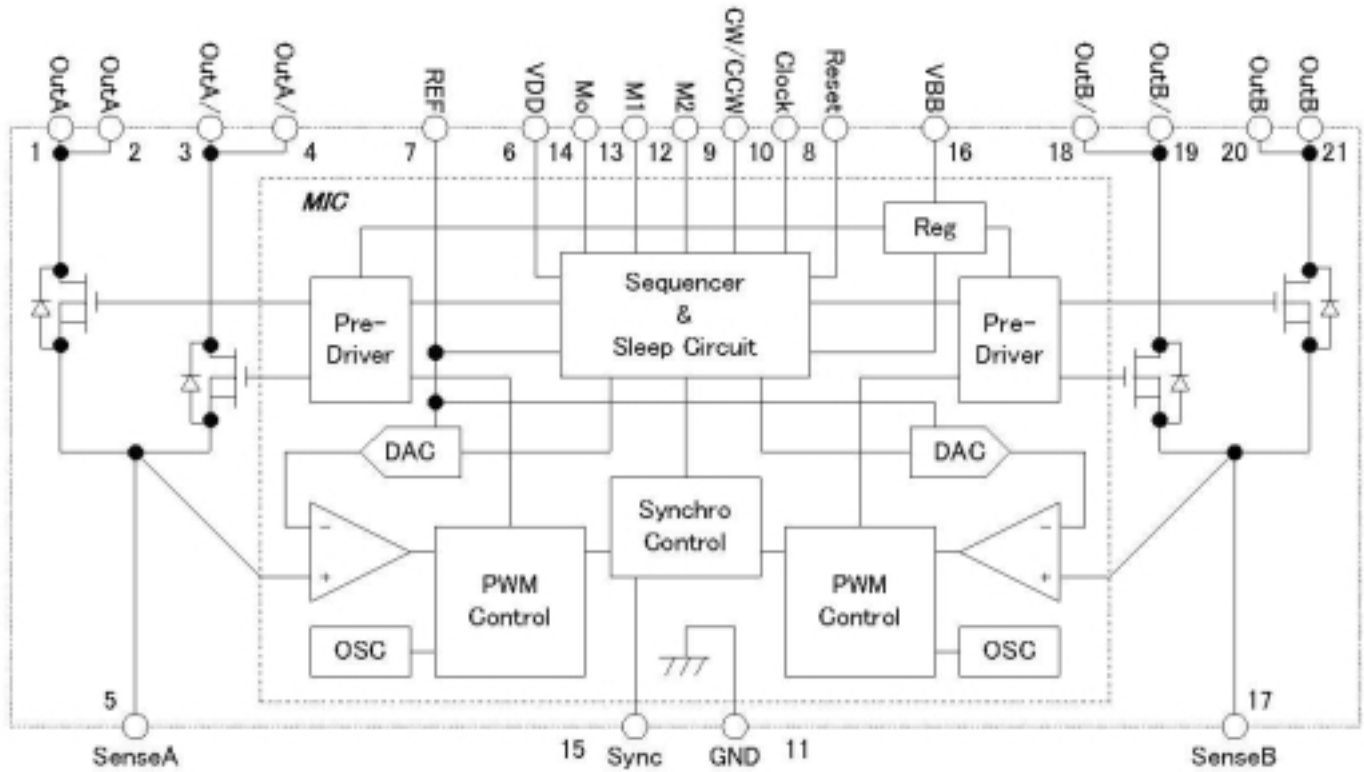 OutA
OutA
OutA/
OutA/
REF
VDD
Mo
M1
M2
CW/CCW
Clock
Reset
VBB
OutB/
OutB/
OutB
OutB
1
2
3
4
7
6
14
13
12
9
10
8
16
18
19
20
21
MIC
Reg
Sequencer
&
Sleep Circuit
Pre-
Driver
Pre-
Driver
DAC
DAC
Synchro
Control
-
+
-
+
PWM
Control
PWM
Control
OSC
OSC
5
17
SenseA
15
Sync
GND
11
SenseB